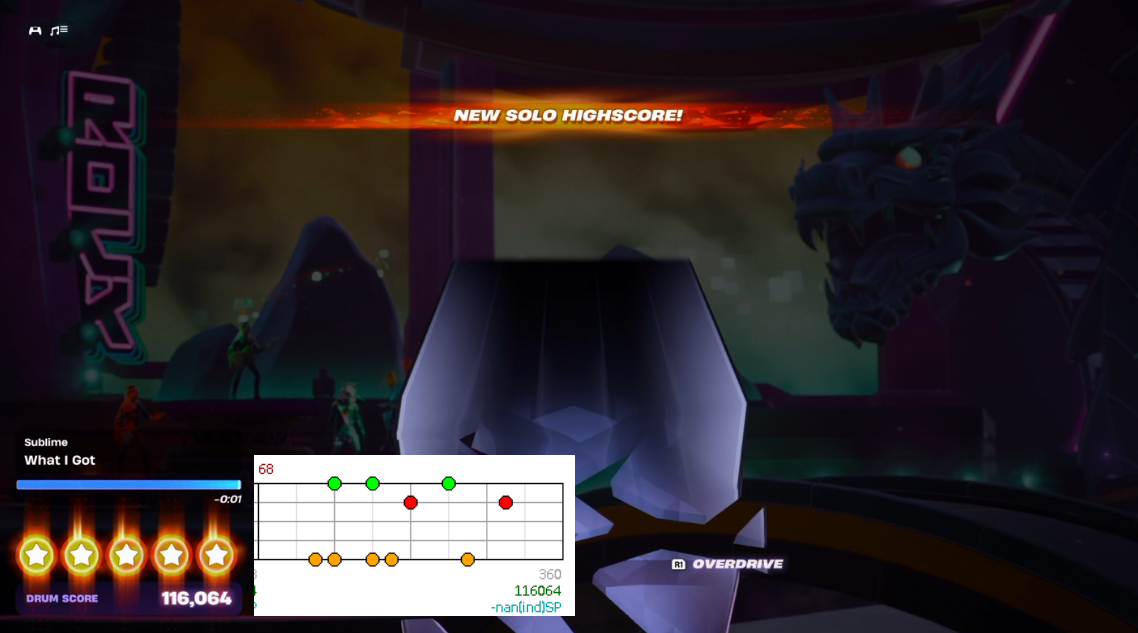 NEW SOLO HIGHSCORE!
RDIY
Sublime
What I Got
-0:01
DRUM SCORE 116,064
68
360
116064
-nan(ind)SP
R1 OVERDRIVE